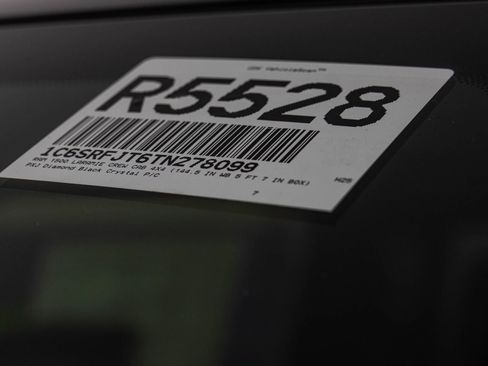 R5528
1C6SRFJT6TN278099
RAM 1500 LARAMIE CREW CAB 4X4 (144.5 IN WB 5 FT 7 IN BOX)
PXJ Diamond Black Crystal P/C
7